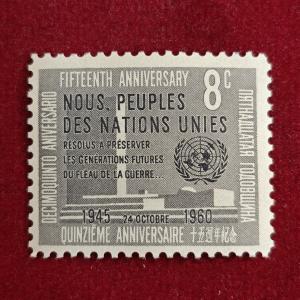 FIFTEENTH ANNIVERSARY
8c
NOUS, PEUPLES
DES NATIONS UNIES
RÉSOLUS À PRÉSERVER
LES GÉNÉRATIONS FUTURES
DU FLÉAU DE LA GUERRE...
1945 24 OCTOBRE 1960
QUINZIÈME ANNIVERSAIRE
DECIMOQUINTO ANIVERSARIO
ПЯТНАДЦАТАЯ ГОДОВЩИНА